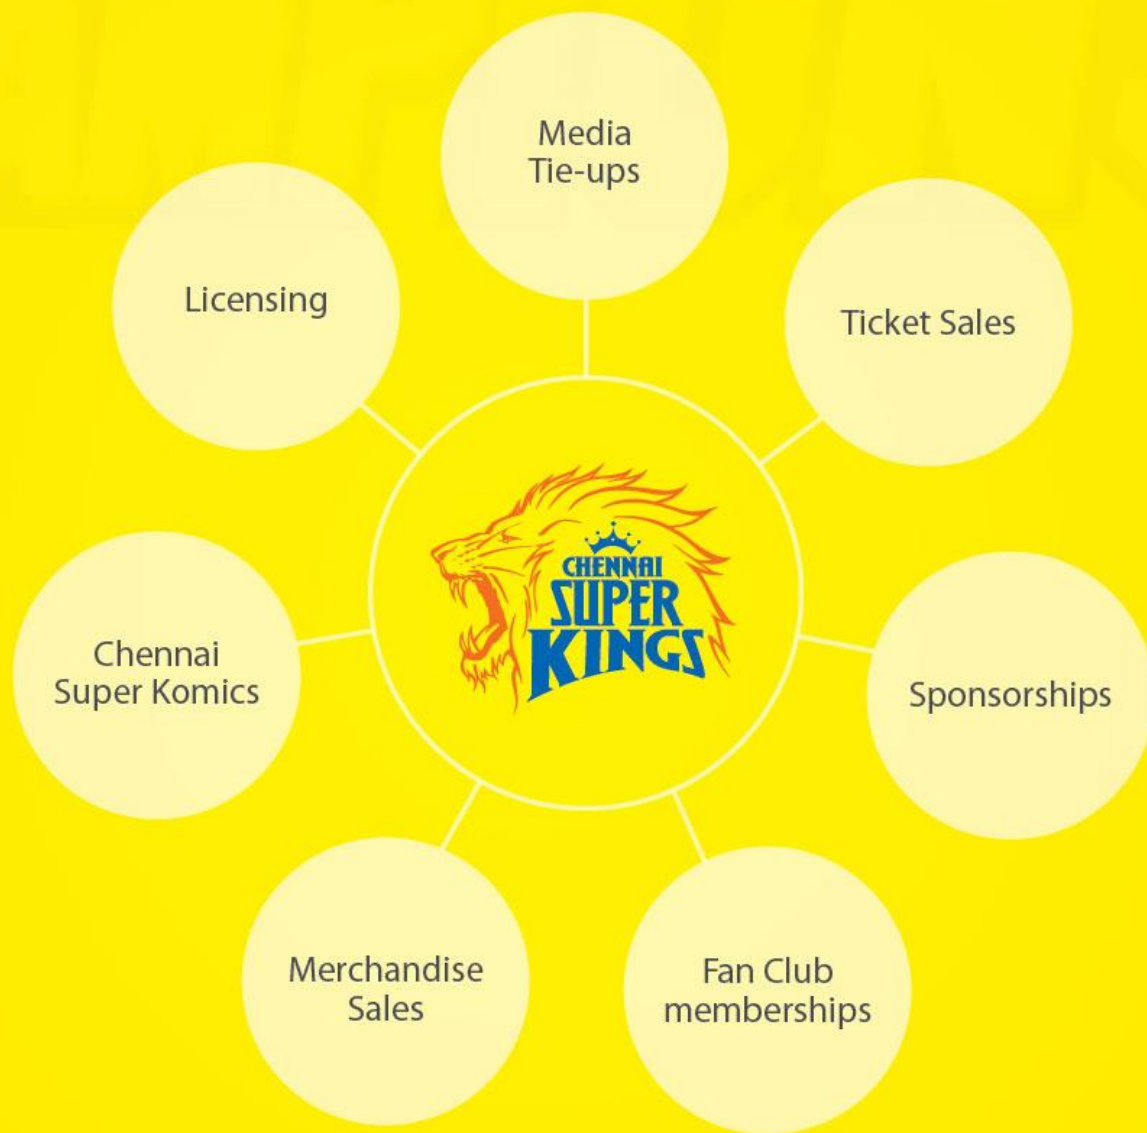 Media
Tie-ups
Ticket Sales
Sponsorships
Fan Club
memberships
Merchandise
Sales
Chennai
Super Komics
Licensing
CHENNAI
SUPER
KINGS